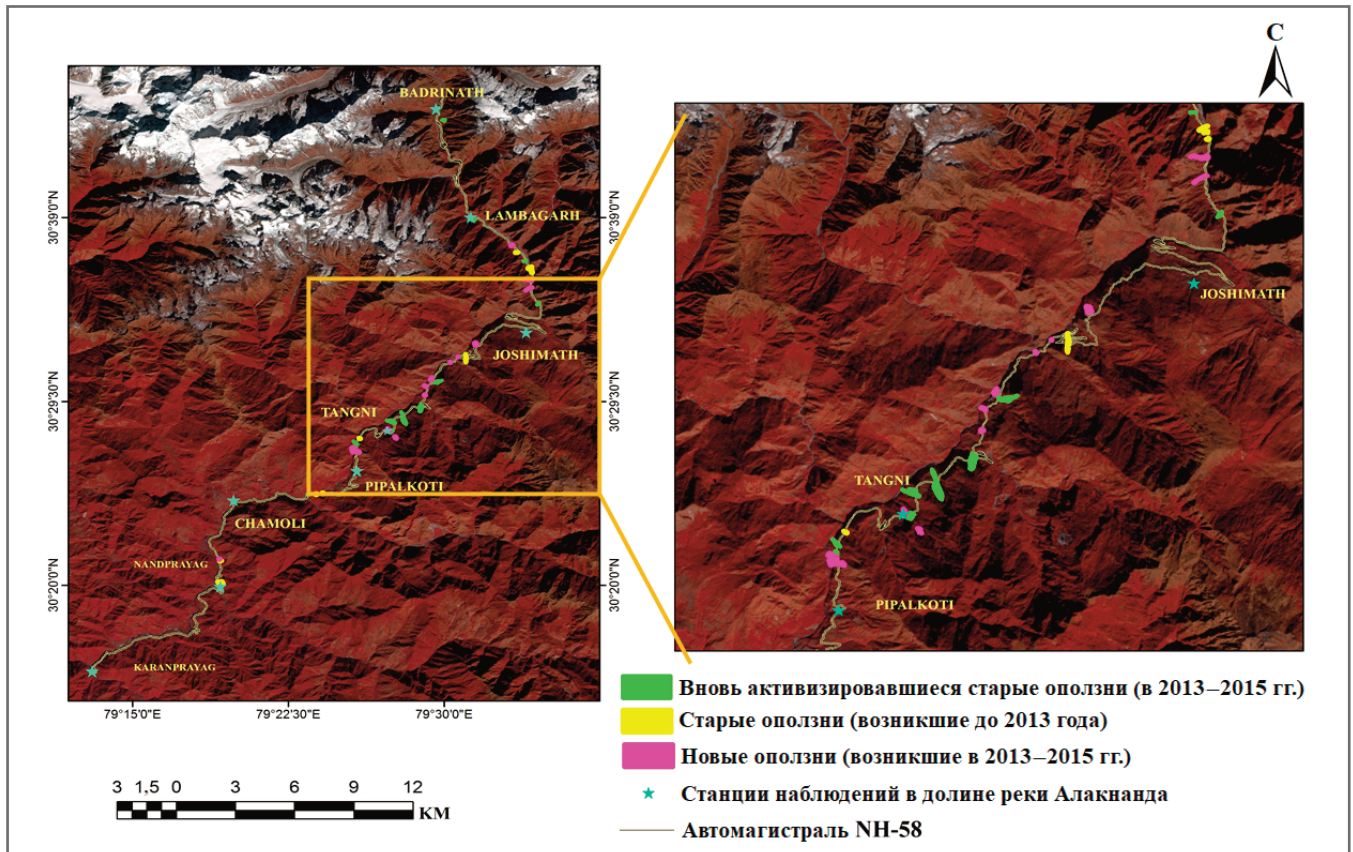 С
BADRINATH
30°39'0"N
30°39'0"N
LAMBAGARH
JOSHIMATH
JOSHIMATH
30°29'30"N
30°29'30"N
TANGNI
TANGNI
PIPALKOTI
PIPALKOTI
CHAMOLI
NANDPRAYAG
30°20'0"N
30°20'0"N
KARANPRAYAG
79°15'0"E
79°22'30"E
79°30'0"E
Вновь активизировавшиеся старые оползни (в 2013–2015 гг.)
Старые оползни (возникшие до 2013 года)
Новые оползни (возникшие в 2013–2015 гг.)
Станции наблюдений в долине реки Алакнанда
Автомагистраль NH-58
3 1,5 0 3 6 9 12
KM